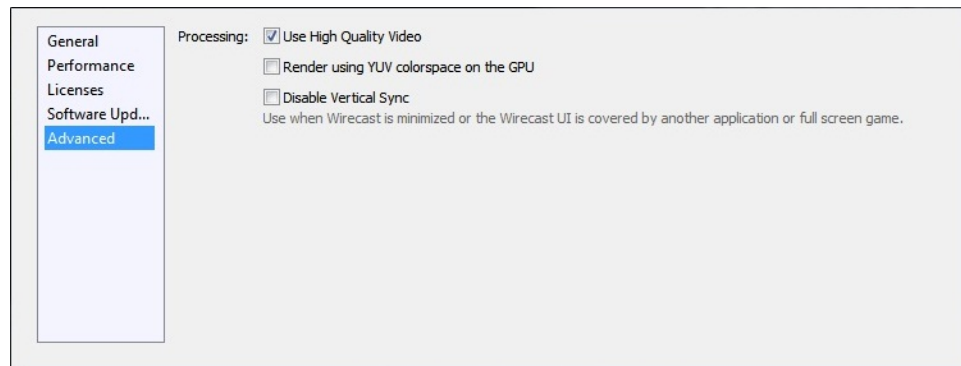 General
Performance
Licenses
Software Upd...
Advanced
Processing: Use High Quality Video
Render using YUV colorspace on the GPU
Disable Vertical Sync
Use when Wirecast is minimized or the Wirecast UI is covered by another application or full screen game.